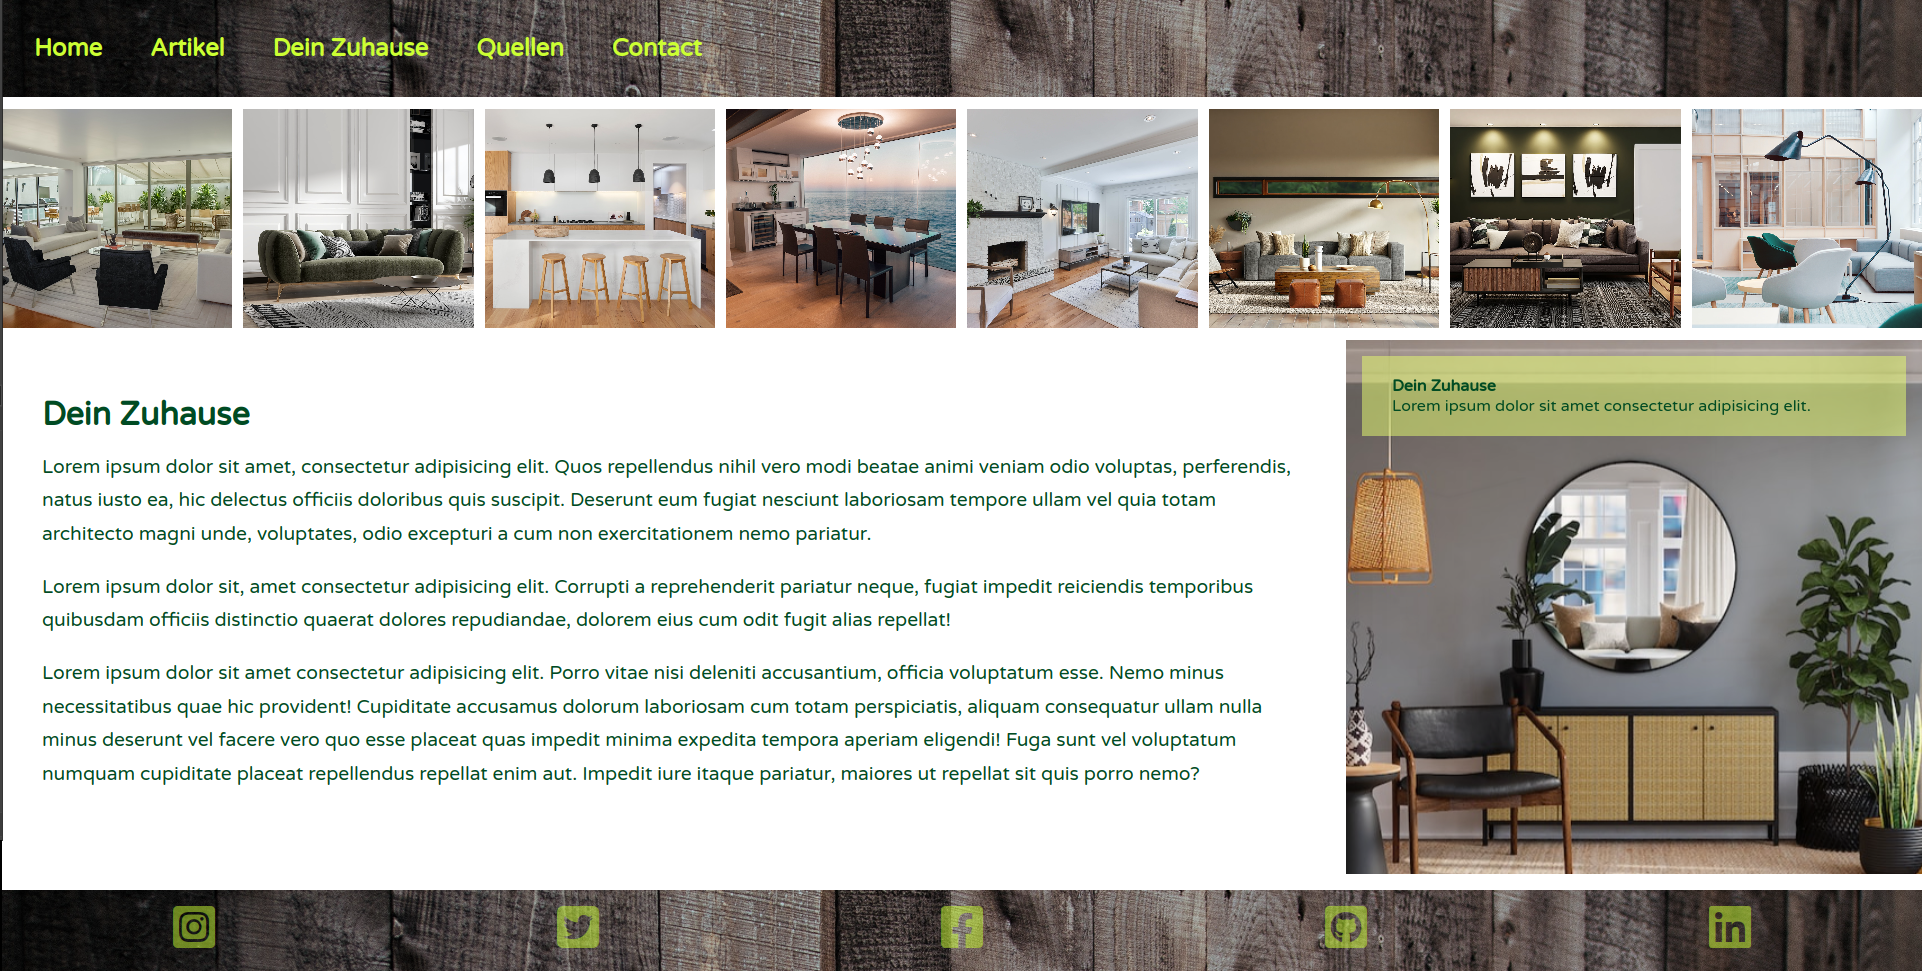 Home Artikel Dein Zuhause Quellen Contact
Dein Zuhause
Lorem ipsum dolor sit amet, consectetur adipisicing elit. Quos repellendus nihil vero modi beatae animi veniam odio voluptas, perferendis,
natus iusto ea, hic delectus officiis doloribus quis suscipit. Deserunt eum fugiat nesciunt laboriosam tempore ullam vel quia totam
architecto magni unde, voluptates, odio excepturi a cum non exercitationem nemo pariatur.
Lorem ipsum dolor sit, amet consectetur adipisicing elit. Corrupti a reprehenderit pariatur neque, fugiat impedit reiciendis temporibus
quibusdam officiis distinctio quaerat dolores repudiandae, dolorem eius cum odit fugit alias repellat!
Lorem ipsum dolor sit amet consectetur adipisicing elit. Porro vitae nisi deleniti accusantium, officia voluptatum esse. Nemo minus
necessitatibus quae hic provident! Cupiditate accusamus dolorum laboriosam cum totam perspiciatis, aliquam consequatur ullam nulla
minus deserunt vel facere vero quo esse placeat quas impedit minima expedita tempora aperiam eligendi! Fuga sunt vel voluptatum
numquam cupiditate placeat repellendus repellat enim aut. Impedit iure itaque pariatur, maiores ut repellat sit quis porro nemo?
Dein Zuhause
Lorem ipsum dolor sit amet consectetur adipisicing elit.